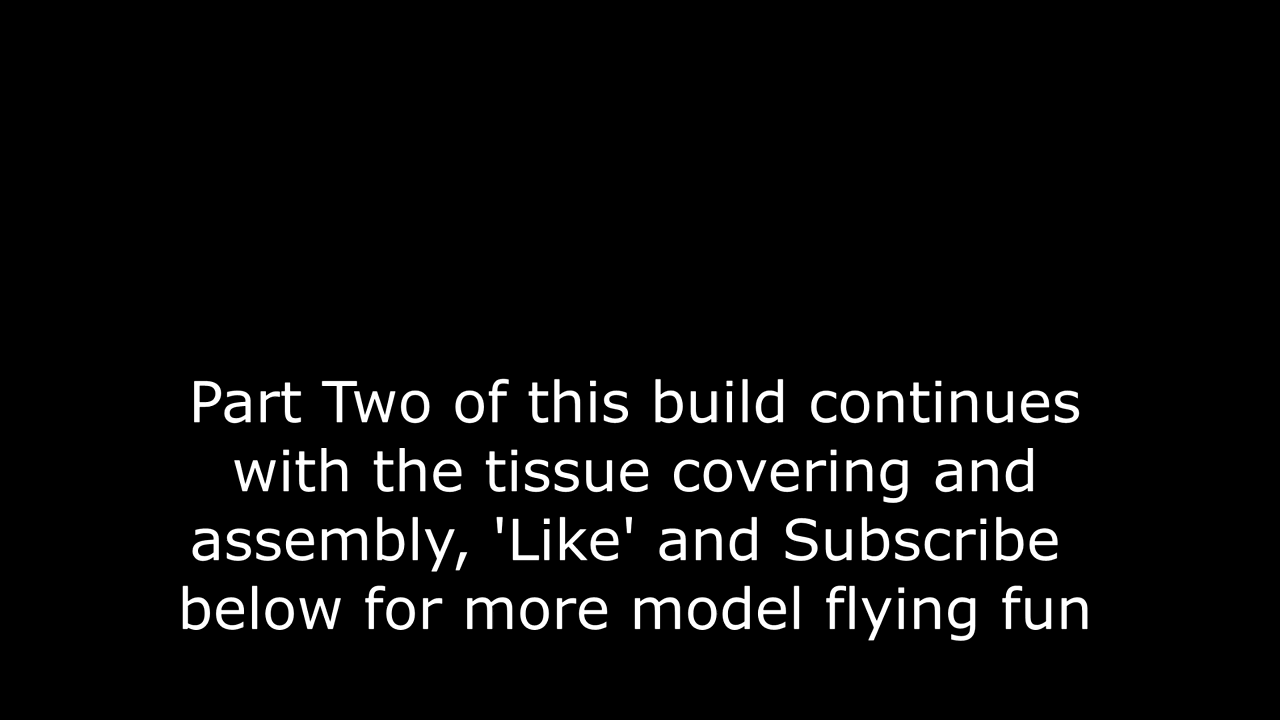 Part Two of this build continues
with the tissue covering and
assembly, 'Like' and Subscribe
below for more model flying fun